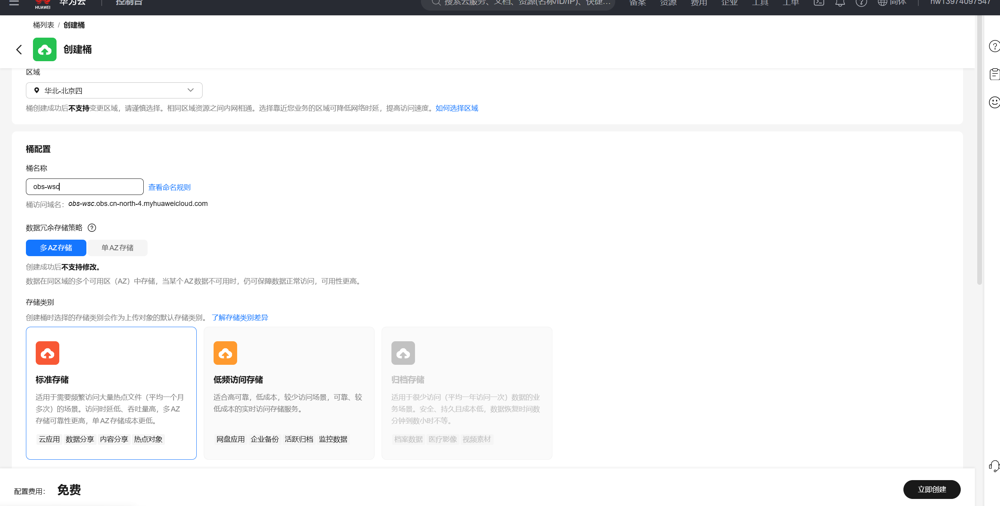 华为云 控制台 搜索云服务、文档、资源(名称/ID/IP)、快捷… 备案 资源 费用 企业 工具 工单 简体 hw13974097547
HUAWEI
桶列表 / 创建桶
创建桶
区域
华北-北京四
桶创建成功后不支持变更区域，请谨慎选择。相同区域资源之间内网相通。选择靠近您业务的区域可降低网络时延，提高访问速度。如何选择区域
桶配置
桶名称
obs-wsc 查看命名规则
桶访问域名： obs-wsc.obs.cn-north-4.myhuaweicloud.com
数据冗余存储策略
多AZ存储 单AZ存储
创建成功后不支持修改。
数据在同区域的多个可用区（AZ）中存储，当某个AZ数据不可用时，仍可保障数据正常访问，可用性更高。
存储类别
创建桶时选择的存储类别会作为上传对象的默认存储类别。 了解存储类别差异
标准存储
适用于需要频繁访问大量热点文件（平均一个月
多次）的场景。访问时延低、吞吐量高，多AZ
存储可靠性更高，单AZ存储成本更低。
云应用 数据分享 内容分享 热点对象
低频访问存储
适合高可靠，低成本，较少访问场景，可靠、较
低成本的实时访问存储服务。
网盘应用 企业备份 活跃归档 监控数据
归档存储
适用于很少访问（平均一年访问一次）数据的业
务场景。安全、持久且成本低，数据恢复时间数
分钟到数小时不等。
档案数据 医疗影像 视频素材
配置费用： 免费
立即创建